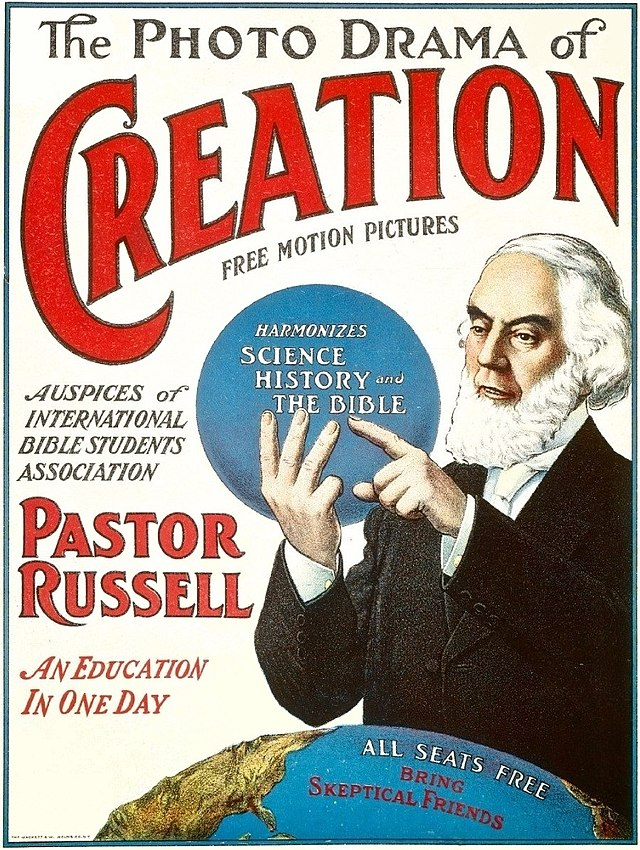 The PHOTO DRAMA of
CREATION
FREE MOTION PICTURES
HARMONIZES
SCIENCE
HISTORY and
THE BIBLE
AUSPICES of
INTERNATIONAL
BIBLE STUDENTS
ASSOCIATION
PASTOR
RUSSELL
AN EDUCATION
IN ONE DAY
ALL SEATS FREE
BRING
SKEPTICAL FRIENDS